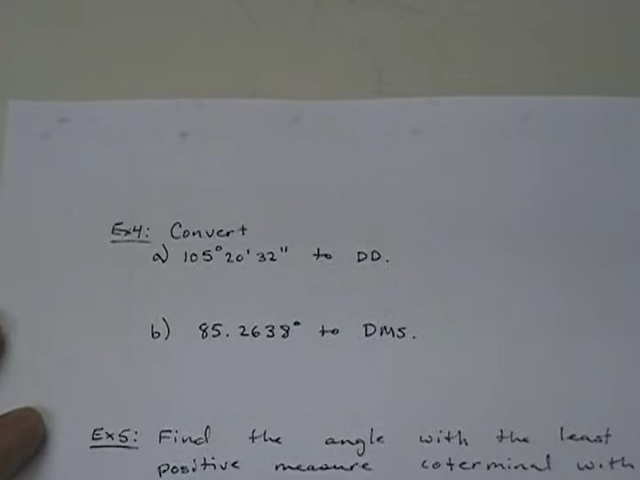 Ex4: Convert
a) 105°20'32" to DD.
b) 85.2638° to DMS.
Ex5: Find the angle with the least
positive measure coterminal with